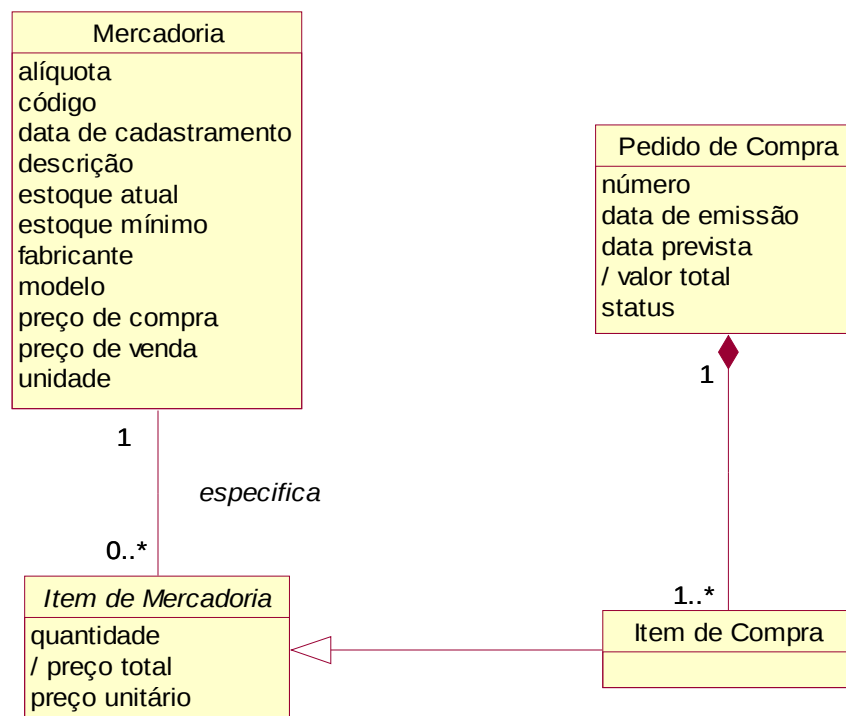 Mercadoria
alíquota
código
data de cadastramento
descrição
estoque atual
estoque mínimo
fabricante
modelo
preço de compra
preço de venda
unidade
Pedido de Compra
número
data de emissão
data prevista
/ valor total
status
1
1
especifica
0..*
1..*
Item de Mercadoria
quantidade
/ preço total
preço unitário
Item de Compra